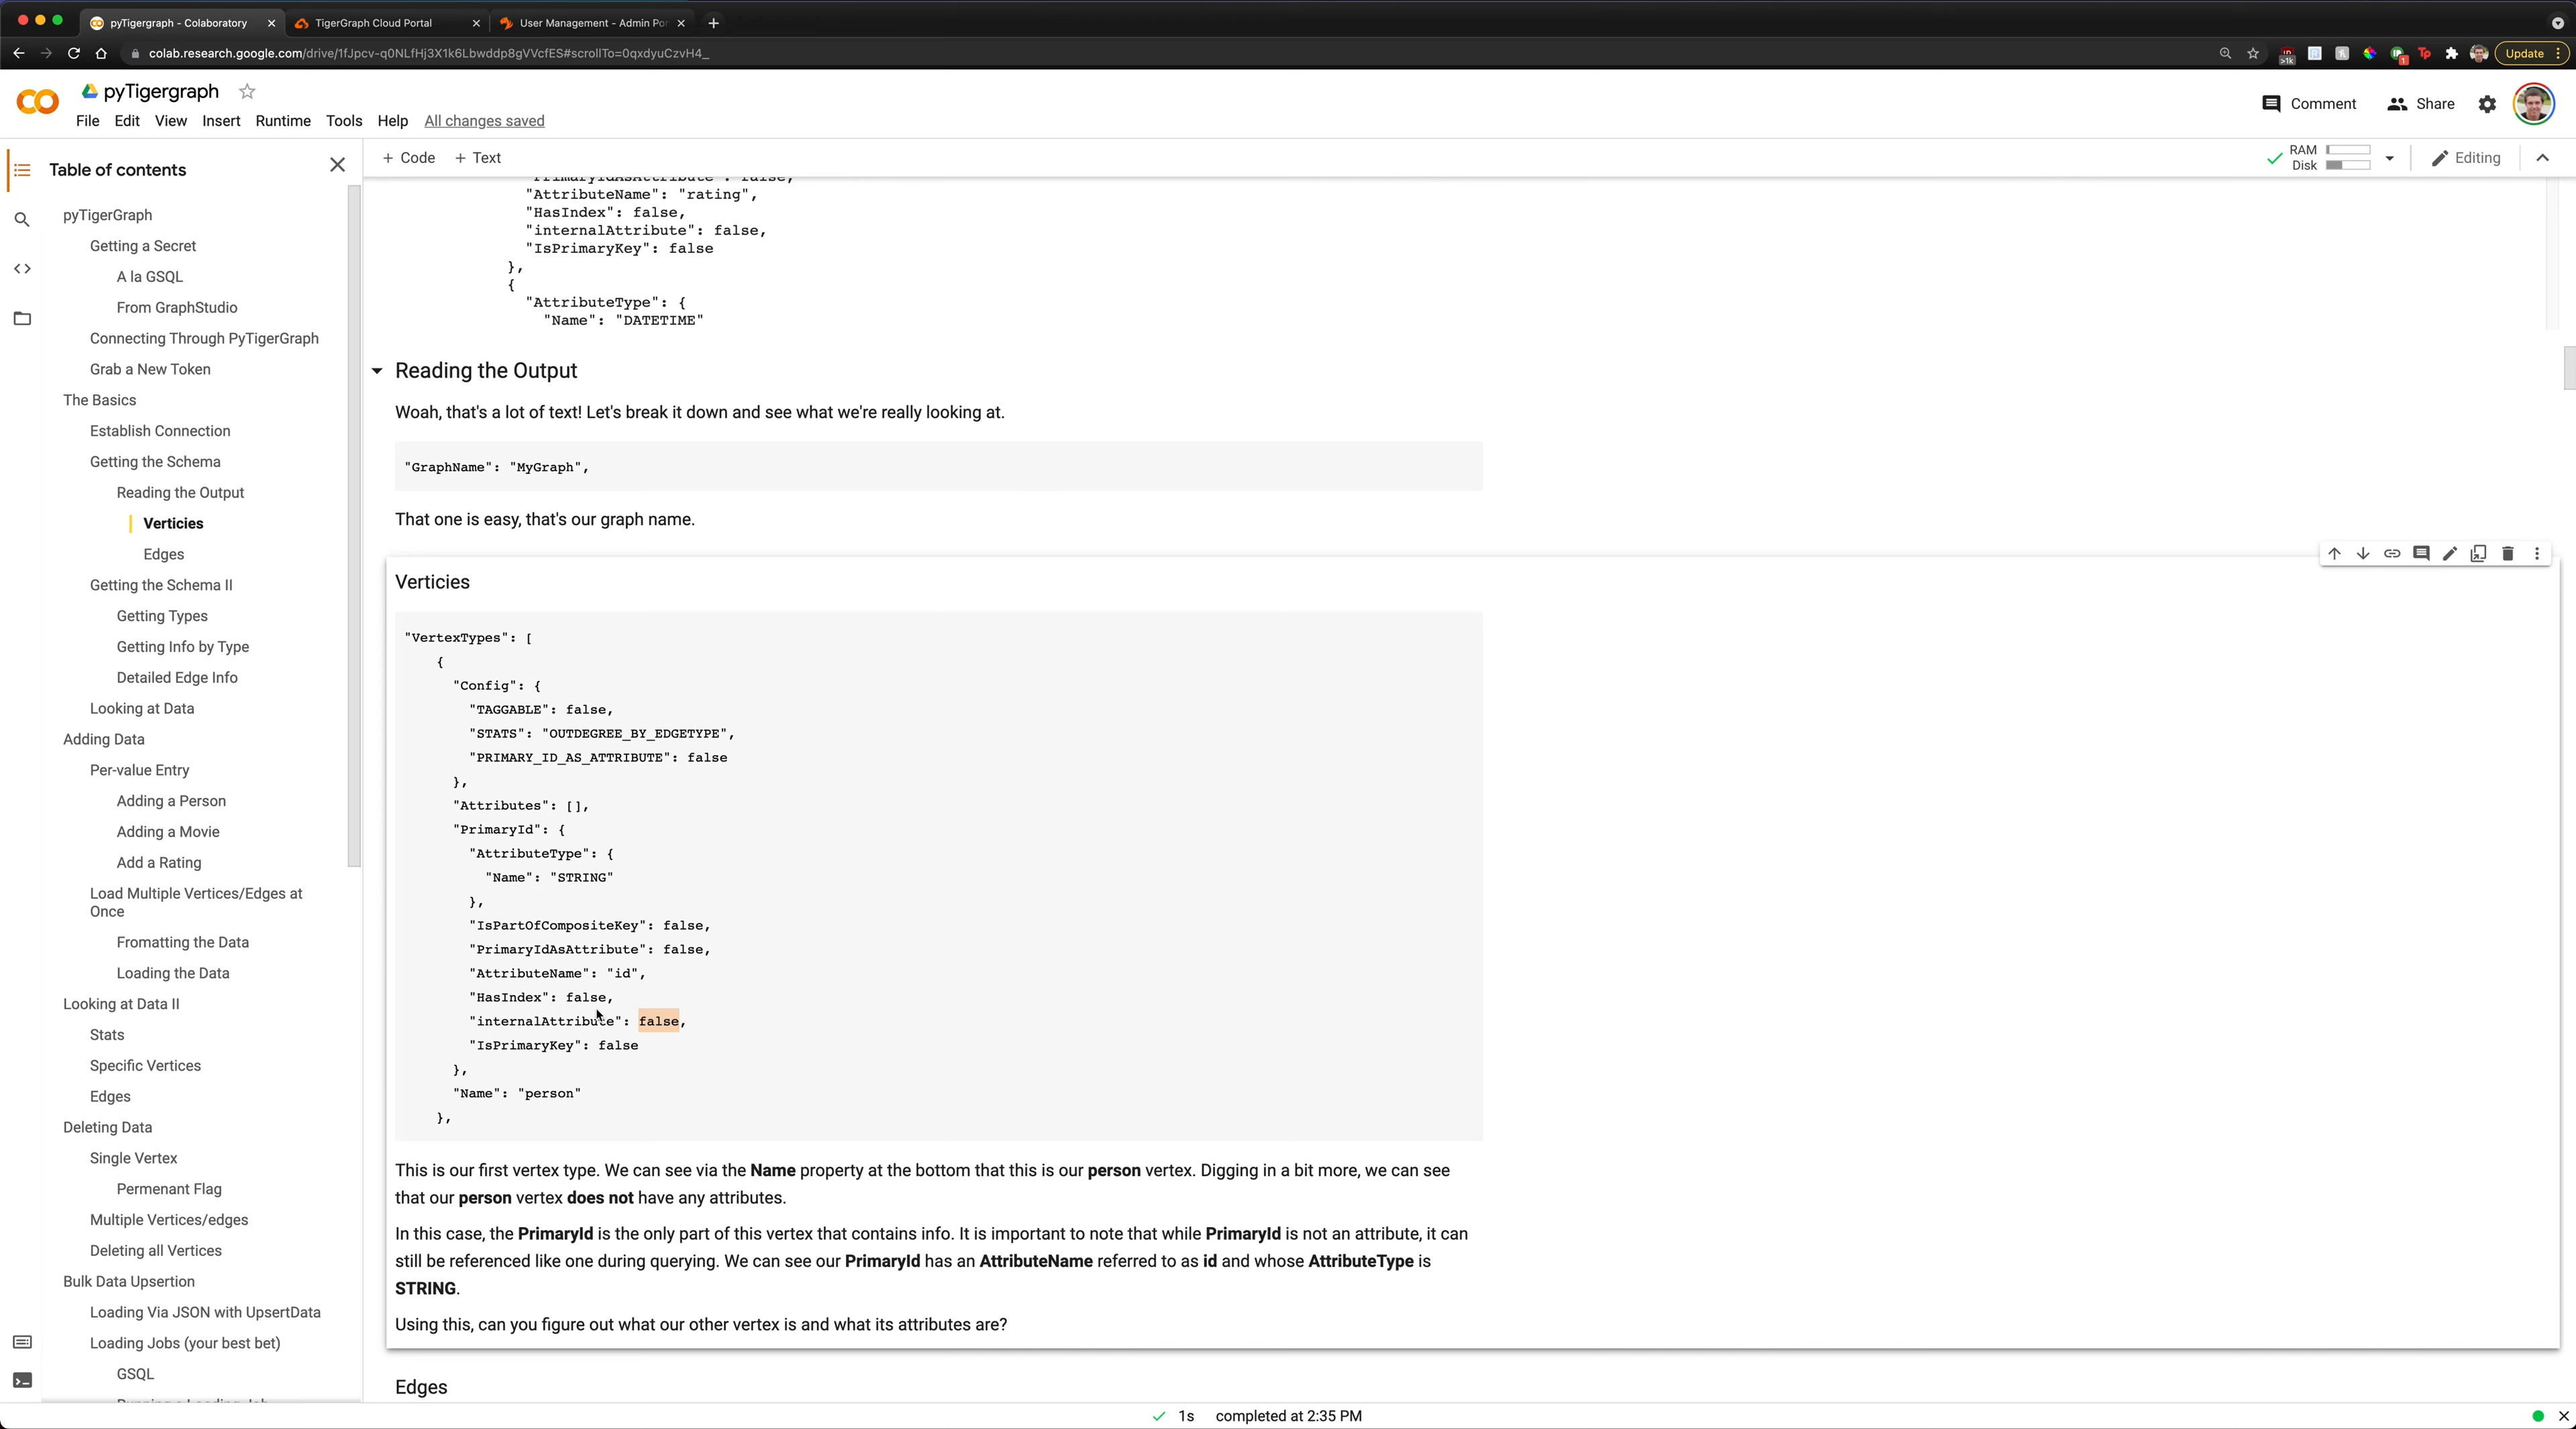 pyTigergraph - Colaboratory
TigerGraph Cloud Portal
User Management - Admin Por
colab.research.google.com/drive/1fJpcv-q0NLfHj3X1k6Lbwddp8gVVcfES#scrollTo=0qxdyuCzvH4_
>1k
1
Update
pyTigergraph
File Edit View Insert Runtime Tools Help All changes saved
Comment
Share
Table of contents
+ Code + Text
RAM
Disk
Editing
pyTigerGraph
Getting a Secret
A la GSQL
From GraphStudio
Connecting Through PyTigerGraph
Grab a New Token
The Basics
Establish Connection
Getting the Schema
Reading the Output
Verticies
Edges
Getting the Schema II
Getting Types
Getting Info by Type
Detailed Edge Info
Looking at Data
Adding Data
Per-value Entry
Adding a Person
Adding a Movie
Add a Rating
Load Multiple Vertices/Edges at
Once
Fromatting the Data
Loading the Data
Looking at Data II
Stats
Specific Vertices
Edges
Deleting Data
Single Vertex
Permenant Flag
Multiple Vertices/edges
Deleting all Vertices
Bulk Data Upsertion
Loading Via JSON with UpsertData
Loading Jobs (your best bet)
GSQL
Running a Loading Job
"PrimaryIdAsAttribute": false,
"AttributeName": "rating",
"HasIndex": false,
"internalAttribute": false,
"IsPrimaryKey": false
},
{
"AttributeType": {
"Name": "DATETIME"
Reading the Output
Woah, that's a lot of text! Let's break it down and see what we're really looking at.
"GraphName": "MyGraph",
That one is easy, that's our graph name.
Verticies
"VertexTypes": [
{
"Config": {
"TAGGABLE": false,
"STATS": "OUTDEGREE_BY_EDGETYPE",
"PRIMARY_ID_AS_ATTRIBUTE": false
},
"Attributes": [],
"PrimaryId": {
"AttributeType": {
"Name": "STRING"
},
"IsPartOfCompositeKey": false,
"PrimaryIdAsAttribute": false,
"AttributeName": "id",
"HasIndex": false,
"internalAttribute": false,
"IsPrimaryKey": false
},
"Name": "person"
},
This is our first vertex type. We can see via the Name property at the bottom that this is our person vertex. Digging in a bit more, we can see
that our person vertex does not have any attributes.
In this case, the PrimaryId is the only part of this vertex that contains info. It is important to note that while PrimaryId is not an attribute, it can
still be referenced like one during querying. We can see our PrimaryId has an AttributeName referred to as id and whose AttributeType is
STRING.
Using this, can you figure out what our other vertex is and what its attributes are?
Edges
1s completed at 2:35 PM